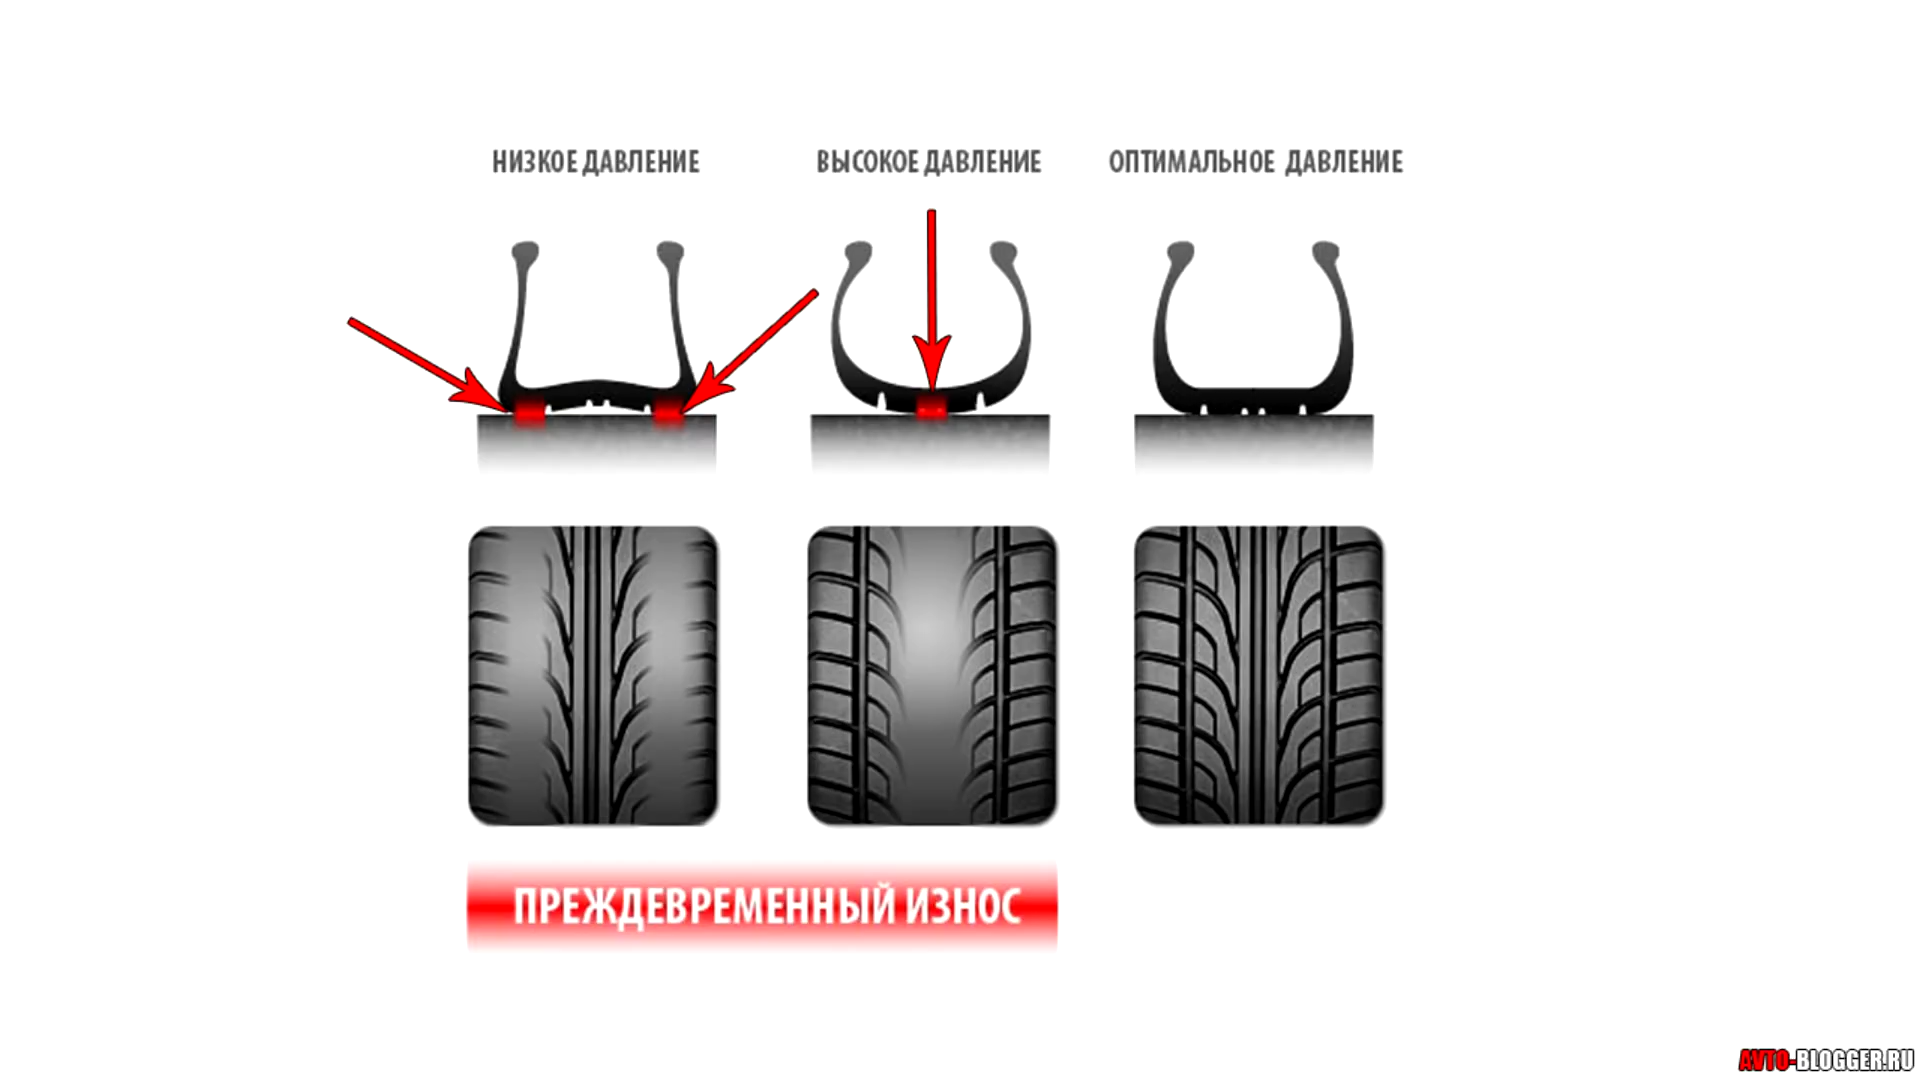 НИЗКОЕ ДАВЛЕНИЕ
ВЫСОКОЕ ДАВЛЕНИЕ
ОПТИМАЛЬНОЕ ДАВЛЕНИЕ
ПРЕЖДЕВРЕМЕННЫЙ ИЗНОС
AVTO-BLOGGER.RU